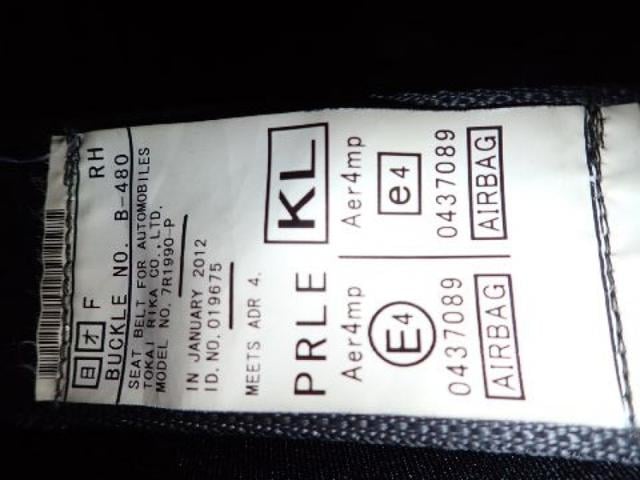 日 オ F RH
BUCKLE NO. B-480
SEAT BELT FOR AUTOMOBILES
TOKAI RIKA CO., LTD.
MODEL NO. 7R1990-P
IN JANUARY 2012
ID. NO. 019675
MEETS ADR 4.
PRLE KL
Aer4mp Aer4mp
E4 e4
0437089 0437089
AIRBAG AIRBAG